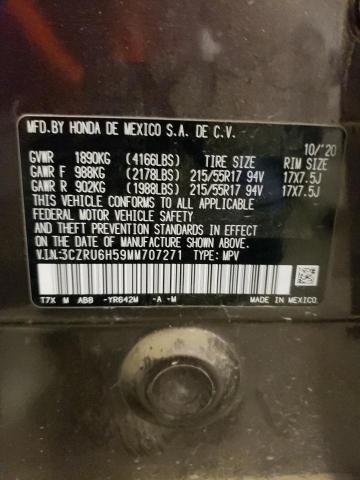 MFD.BY HONDA DE MEXICO S.A. DE C.V.
10/'20
GVWR 1890KG (4166LBS) TIRE SIZE RIM SIZE
GAWR F 988KG (2178LBS) 215/55R17 94V 17X7.5J
GAWR R 902KG (1988LBS) 215/55R17 94V 17X7.5J
THIS VEHICLE CONFORMS TO ALL APPLICABLE
FEDERAL MOTOR VEHICLE SAFETY, BUMPER, AND
THEFT PREVENTION STANDARDS IN EFFECT ON
THE DATE OF MANUFACTURE SHOWN ABOVE.
V.I.N:3CZRU6H59MM707271 TYPE: MPV
T7X M ABB -YR642M -A -M
MADE IN MEXICO